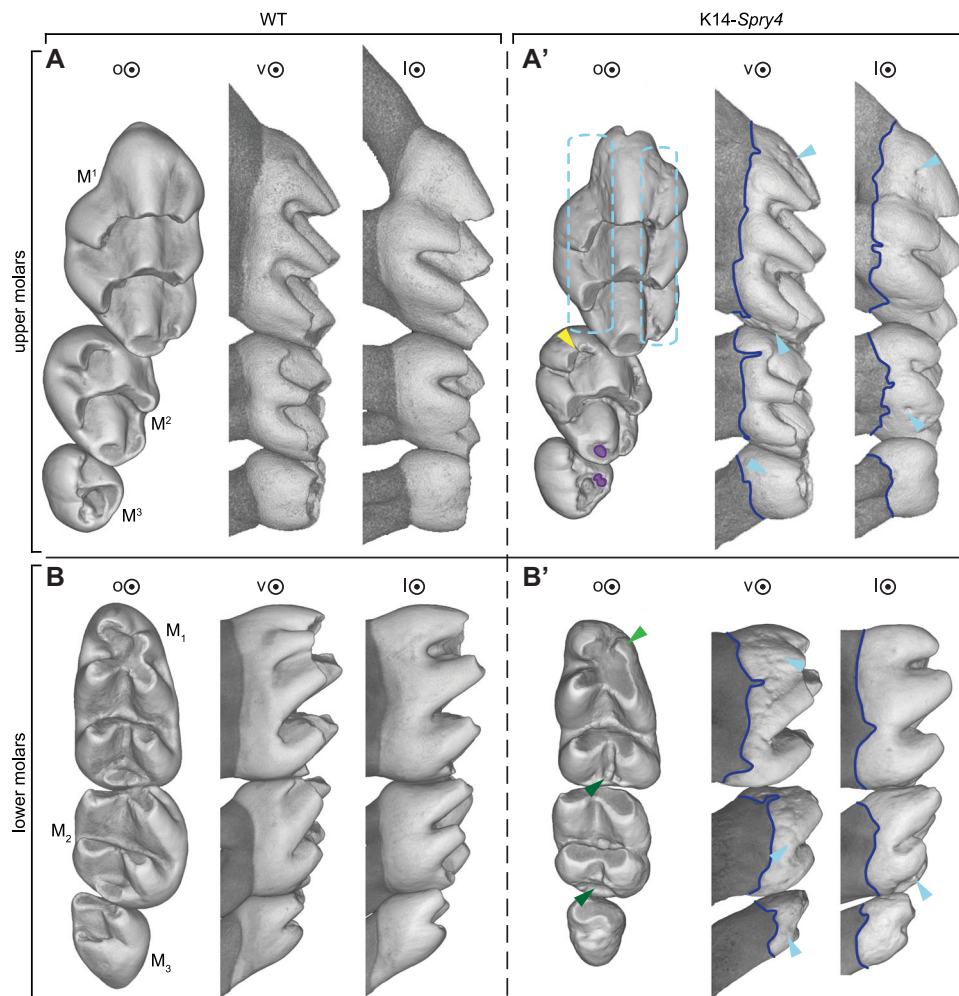 WT
K14-Spry4
A
A’
o v l
o v l
upper molars
M¹
M²
M³
B
B’
o v l
o v l
lower molars
M₁
M₂
M₃